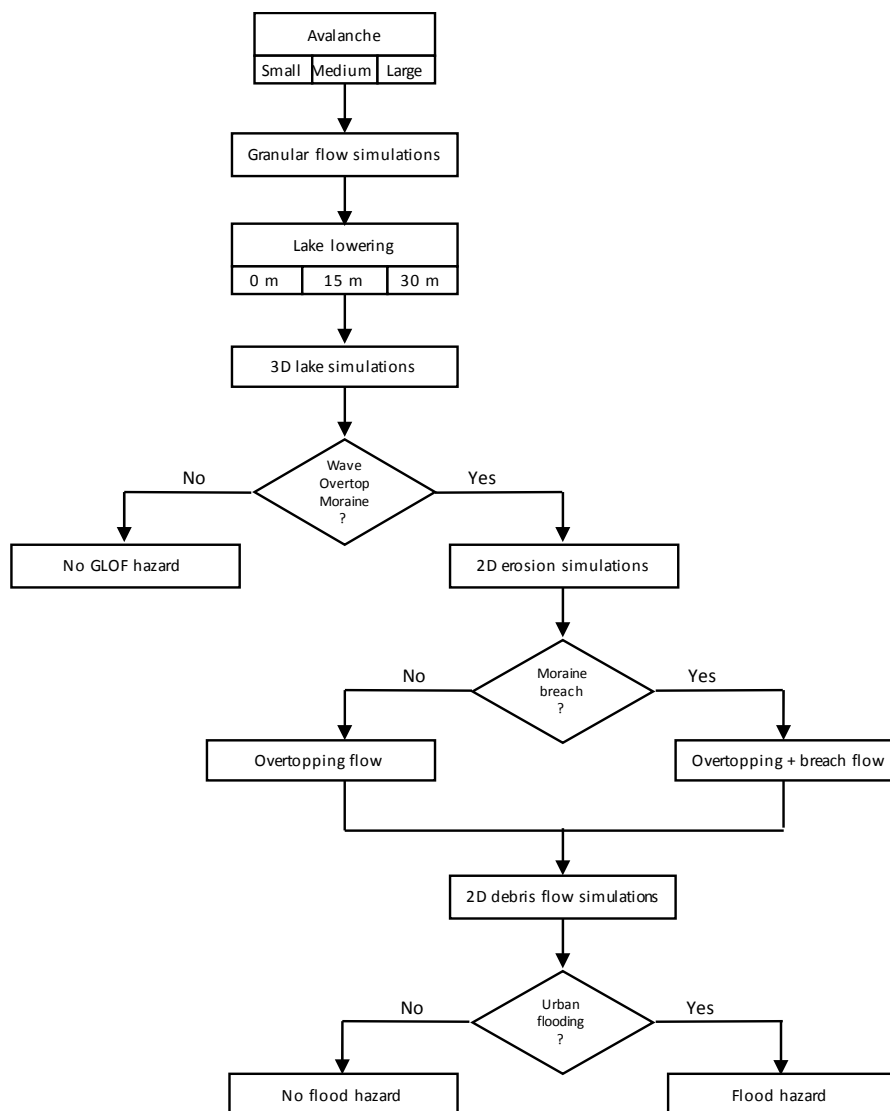 Avalanche
Small Medium Large
Granular flow simulations
Lake lowering
0 m 15 m 30 m
3D lake simulations
No
Wave
Overtop
Moraine
?
Yes
No GLOF hazard
2D erosion simulations
No
Moraine
breach
?
Yes
Overtopping flow
Overtopping + breach flow
2D debris flow simulations
No
Urban
flooding
?
Yes
No flood hazard
Flood hazard